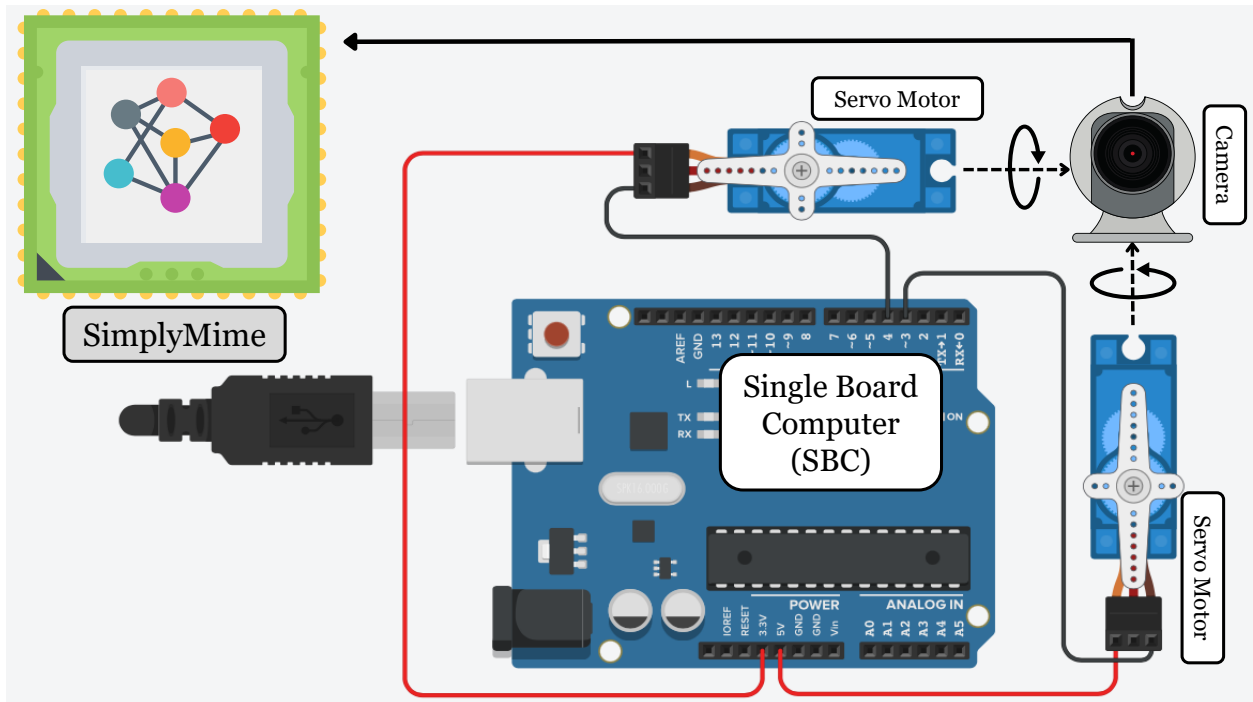 Servo Motor
Camera
SimplyMime
AREF
GND
13
12
~10
~9
8
7
~6
~5
4
~3
2
TX→1
RX←0
L
TX
RX
ON
Single Board
Computer
(SBC)
Servo Motor
POWER
ANALOG IN
IOREF
RESET
3.3V
5V
GND
GND
Vin
A0
A1
A2
A3
A4
A5